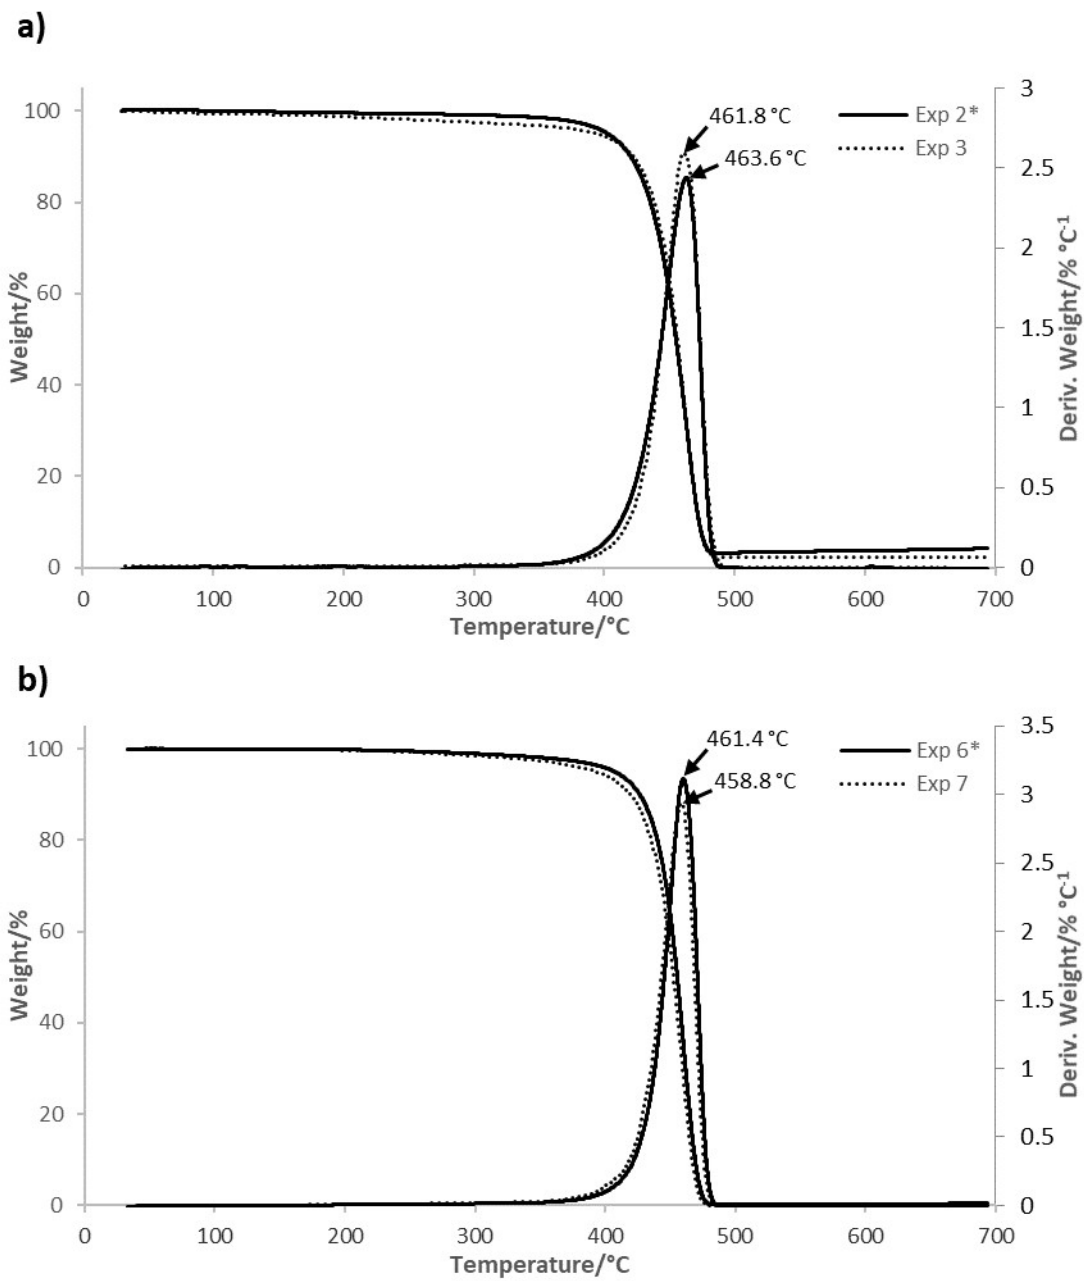 a)
3
100
461.8 °C
Exp 2*
463.6 °C
Exp 3
2.5
80
2
60
1.5
40
1
20
0.5
0
0
0
100
200
300
400
500
600
700
Weight/%
Temperature/°C
Deriv. Weight/% °C-1
b)
3.5
100
461.4 °C
Exp 6*
458.8 °C
Exp 7
3
80
2.5
60
2
1.5
40
1
20
0.5
0
0
0
100
200
300
400
500
600
700
Weight/%
Temperature/°C
Deriv. Weight/% °C-1